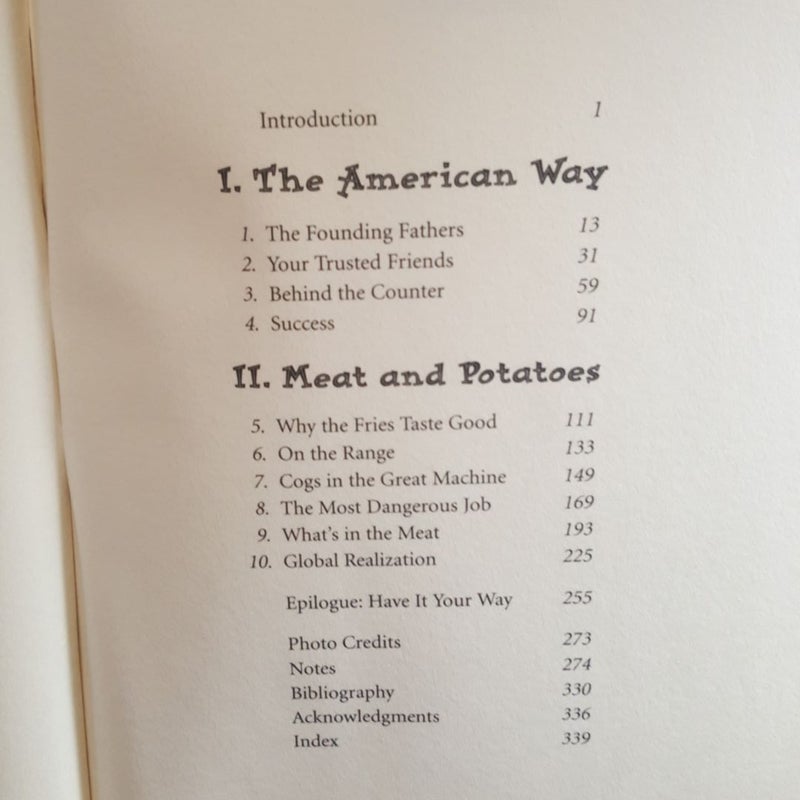 Introduction 1
I. The American Way
1. The Founding Fathers 13
2. Your Trusted Friends 31
3. Behind the Counter 59
4. Success 91
II. Meat and Potatoes
5. Why the Fries Taste Good 111
6. On the Range 133
7. Cogs in the Great Machine 149
8. The Most Dangerous Job 169
9. What's in the Meat 193
10. Global Realization 225
Epilogue: Have It Your Way 255
Photo Credits 273
Notes 274
Bibliography 330
Acknowledgments 336
Index 339